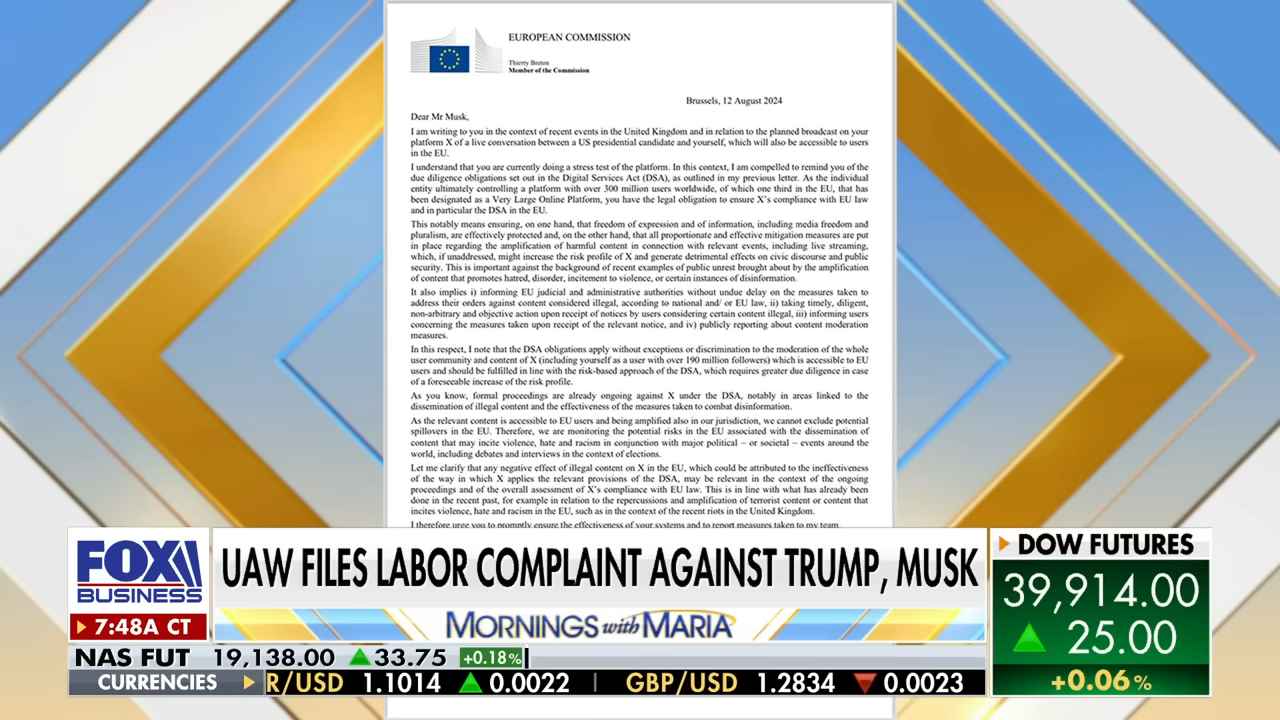 EUROPEAN COMMISSION
Thierry Breton
Member of the Commission
Brussels, 12 August 2024
Dear Mr Musk,
I am writing to you in the context of recent events in the United Kingdom and in relation to the planned broadcast on your
platform X of a live conversation between a US presidential candidate and yourself, which will also be accessible to users
in the EU.
I understand that you are currently doing a stress test of the platform. In this context, I am compelled to remind you of the
due diligence obligations set out in the Digital Services Act (DSA), as outlined in my previous letter. As the individual
entity ultimately controlling a platform with over 300 million users worldwide, of which one third in the EU, that has
been designated as a Very Large Online Platform, you have the legal obligation to ensure X's compliance with EU law
and in particular the DSA in the EU.
This notably means ensuring, on one hand, that freedom of expression and of information, including media freedom and
pluralism, are effectively protected and, on the other hand, that all proportionate and effective mitigation measures are put
in place regarding the amplification of harmful content in connection with relevant events, including live streaming,
which, if unaddressed, might increase the risk profile of X and generate detrimental effects on civic discourse and public
security. This is important against the background of recent examples of public unrest brought about by the amplification
of content that promotes hatred, disorder, incitement to violence, or certain instances of disinformation.
It also implies i) informing EU judicial and administrative authorities without undue delay on the measures taken to
address their orders against content considered illegal, according to national and/ or EU law, ii) taking timely, diligent,
non-arbitrary and objective action upon receipt of notices by users considering certain content illegal, iii) informing users
concerning the measures taken upon receipt of the relevant notice, and iv) publicly reporting about content moderation
measures.
In this respect, I note that the DSA obligations apply without exceptions or discrimination to the moderation of the whole
user community and content of X (including yourself as a user with over 190 million followers) which is accessible to EU
users and should be fulfilled in line with the risk-based approach of the DSA, which requires greater due diligence in case
of a foreseeable increase of the risk profile.
As you know, formal proceedings are already ongoing against X under the DSA, notably in areas linked to the
dissemination of illegal content and the effectiveness of the measures taken to combat disinformation.
As the relevant content is accessible to EU users and being amplified also in our jurisdiction, we cannot exclude potential
spillovers in the EU. Therefore, we are monitoring the potential risks in the EU associated with the dissemination of
content that may incite violence, hate and racism in conjunction with major political – or societal – events around the
world, including debates and interviews in the context of elections.
Let me clarify that any negative effect of illegal content on X in the EU, which could be attributed to the ineffectiveness
of the way in which X applies the relevant provisions of the DSA, may be relevant in the context of the ongoing
proceedings and of the overall assessment of X's compliance with EU law. This is in line with what has already been
done in the recent past, for example in relation to the repercussions and amplification of terrorist content or content that
incites violence, hate and racism in the EU, such as in the context of the recent riots in the United Kingdom.
I therefore urge you to promptly ensure the effectiveness of your systems and to report measures taken to my team.
FOX
BUSINESS
7:48A CT
UAW FILES LABOR COMPLAINT AGAINST TRUMP, MUSK
MORNINGS with MARIA
DOW FUTURES
39,914.00
25.00
+0.06%
NAS FUT 19,138.00 33.75 +0.18%
CURRENCIES R/USD 1.1014 0.0022 | GBP/USD 1.2834 0.0023